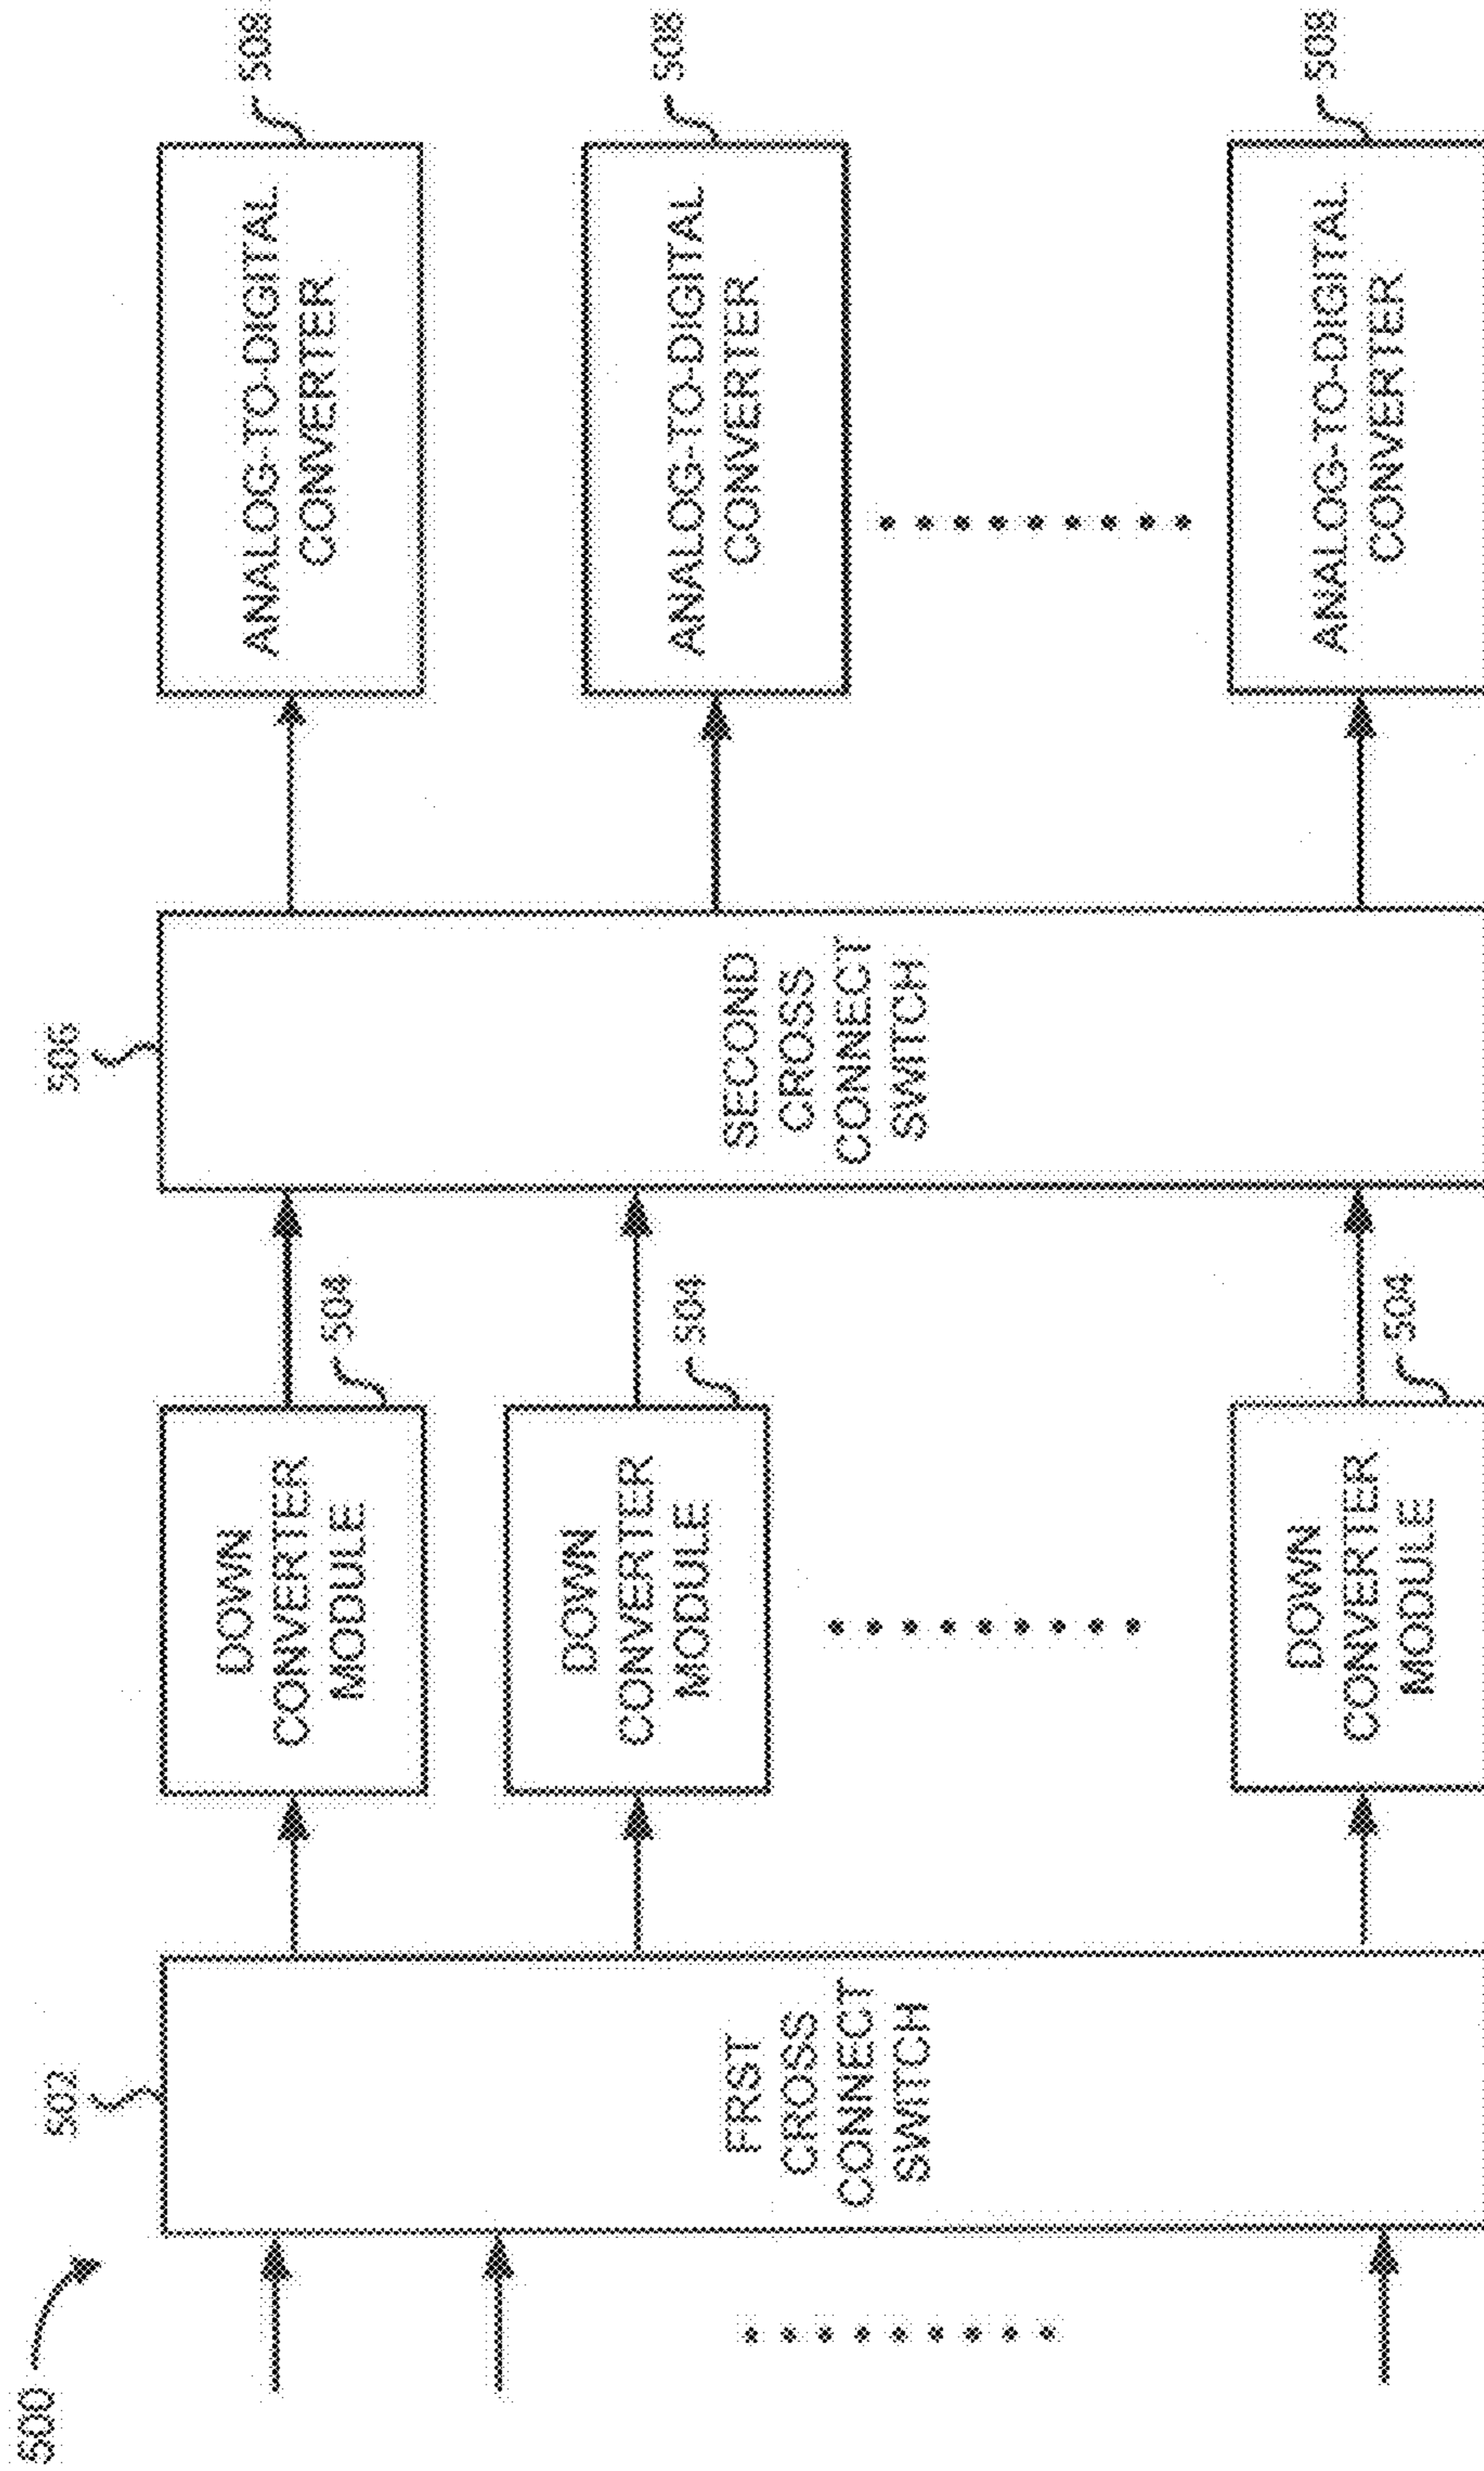 500
502
FRST
CROSS
CONNECT
SWITCH
DOWN
CONVERTER
MODULE
504
DOWN
CONVERTER
MODULE
504
DOWN
CONVERTER
MODULE
504
506
SECOND
CROSS
CONNECT
SWITCH
ANALOG-TO-DIGITAL
CONVERTER
508
ANALOG-TO-DIGITAL
CONVERTER
508
ANALOG-TO-DIGITAL
CONVERTER
508